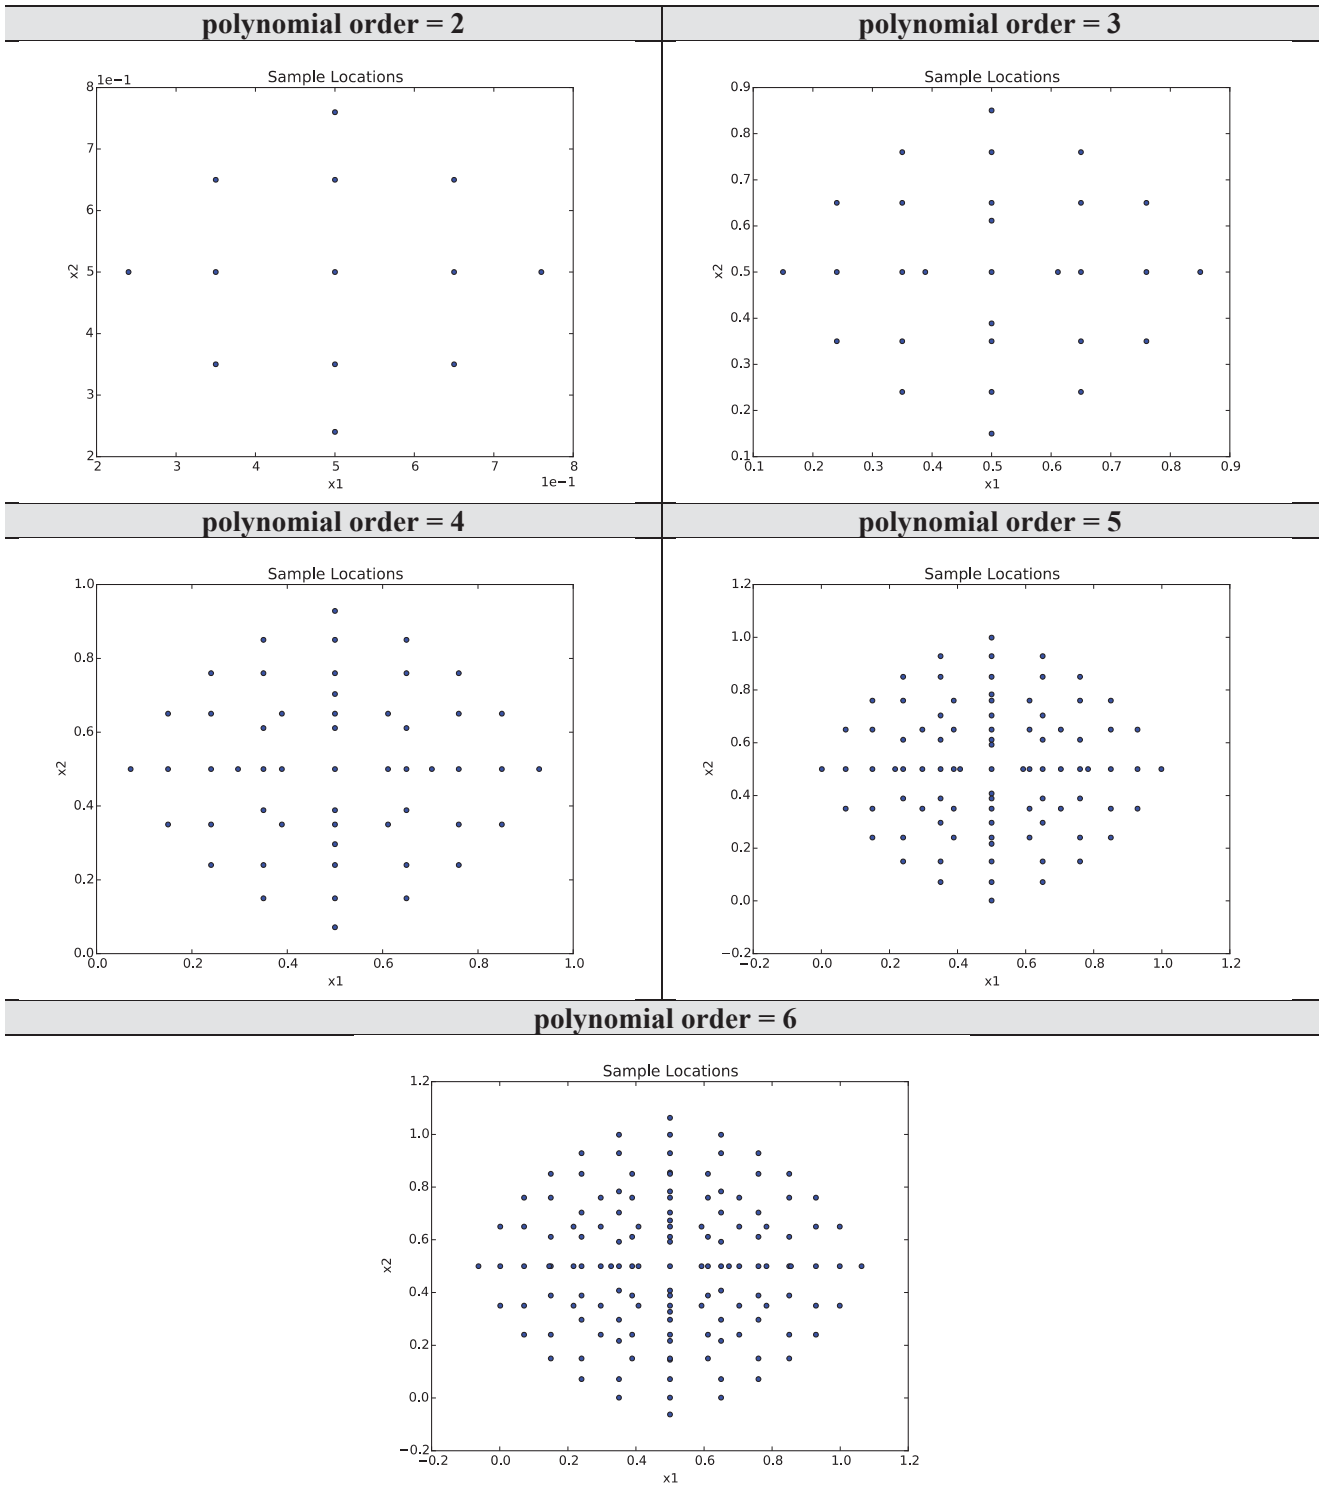 polynomial order = 2
polynomial order = 3
Sample Locations
1e−1
8
7
6
5
4
3
2
x2
2 3 4 5 6 7 8
x1
1e−1
Sample Locations
0.9
0.8
0.7
0.6
0.5
0.4
0.3
0.2
0.1
x2
0.1 0.2 0.3 0.4 0.5 0.6 0.7 0.8 0.9
x1
polynomial order = 4
polynomial order = 5
Sample Locations
1.0
0.8
0.6
0.4
0.2
0.0
x2
0.0 0.2 0.4 0.6 0.8 1.0
x1
Sample Locations
1.2
1.0
0.8
0.6
0.4
0.2
0.0
−0.2
x2
−0.2 0.0 0.2 0.4 0.6 0.8 1.0 1.2
x1
polynomial order = 6
Sample Locations
1.2
1.0
0.8
0.6
0.4
0.2
0.0
−0.2
x2
−0.2 0.0 0.2 0.4 0.6 0.8 1.0 1.2
x1